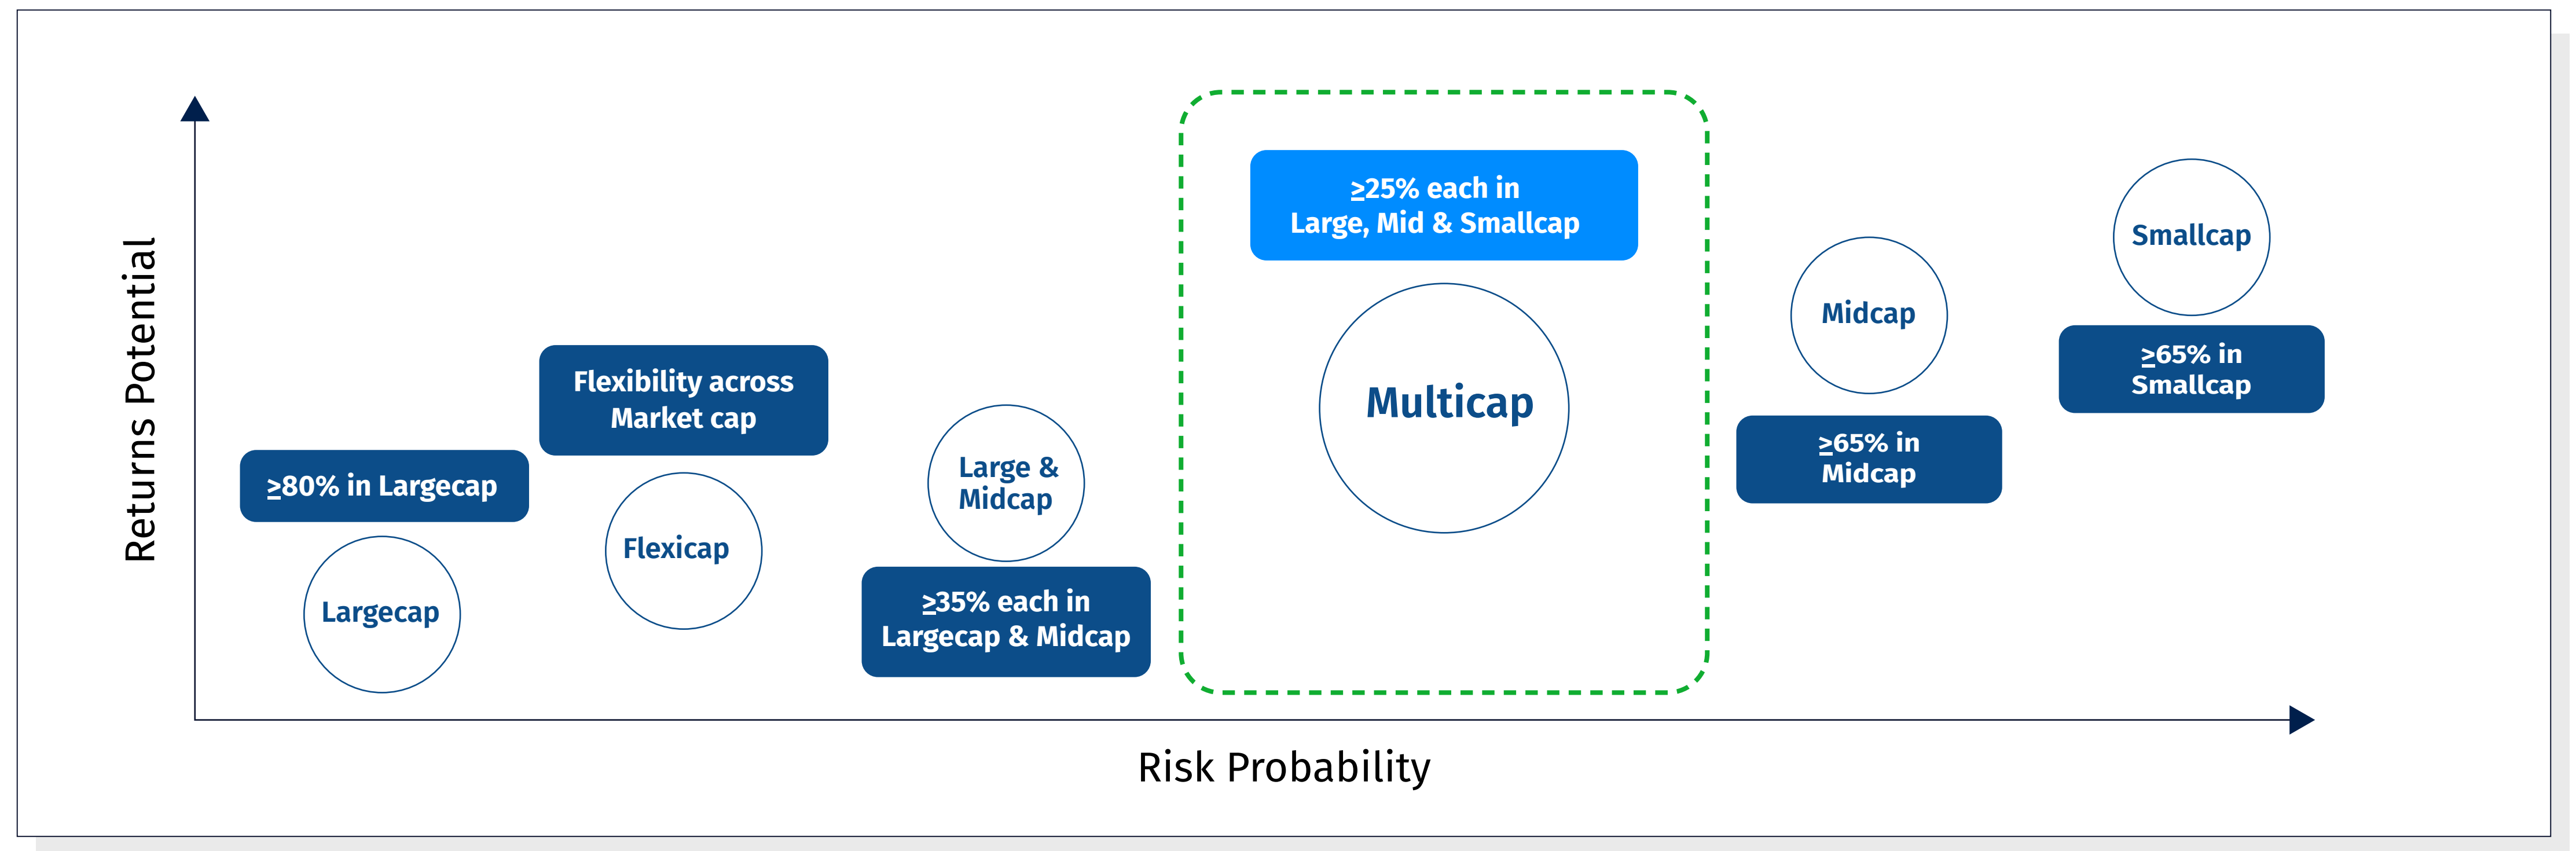 Returns Potential
≥80% in Largecap
Largecap
Flexibility across
Market cap
Flexicap
Large &
Midcap
≥35% each in
Largecap & Midcap
≥25% each in
Large, Mid & Smallcap
Multicap
Midcap
≥65% in
Midcap
Smallcap
≥65% in
Smallcap
Risk Probability